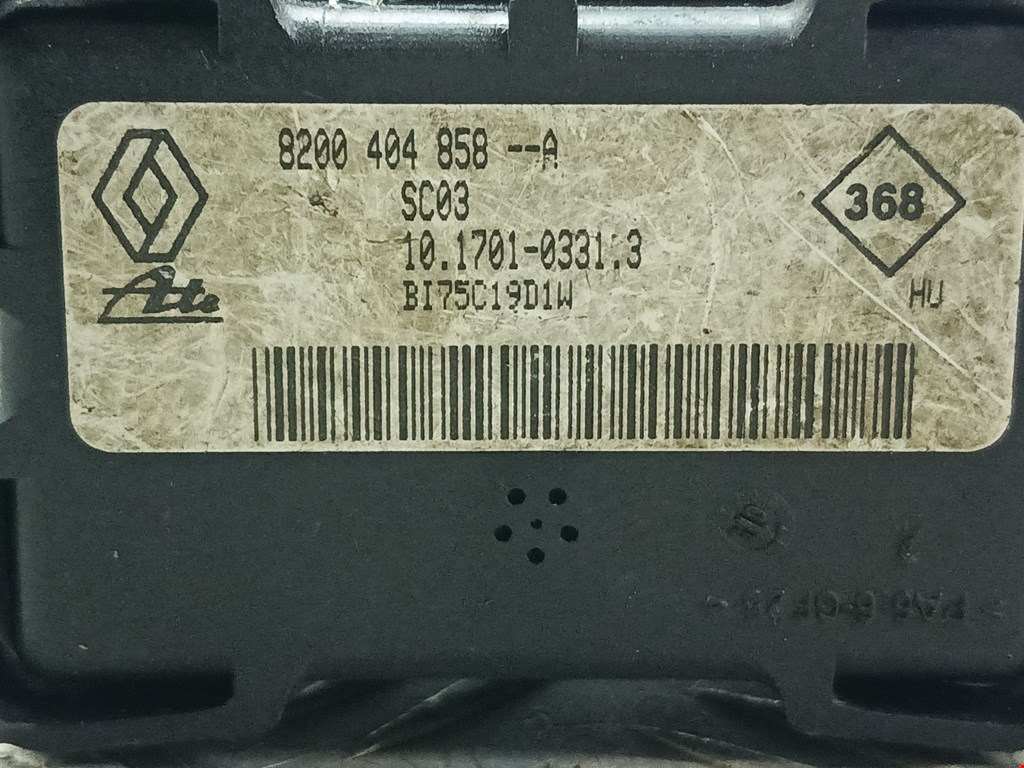 8200 404 858 --A
SC03
10.1701-0331.3
BI75C19D1W
Ate
368
HU